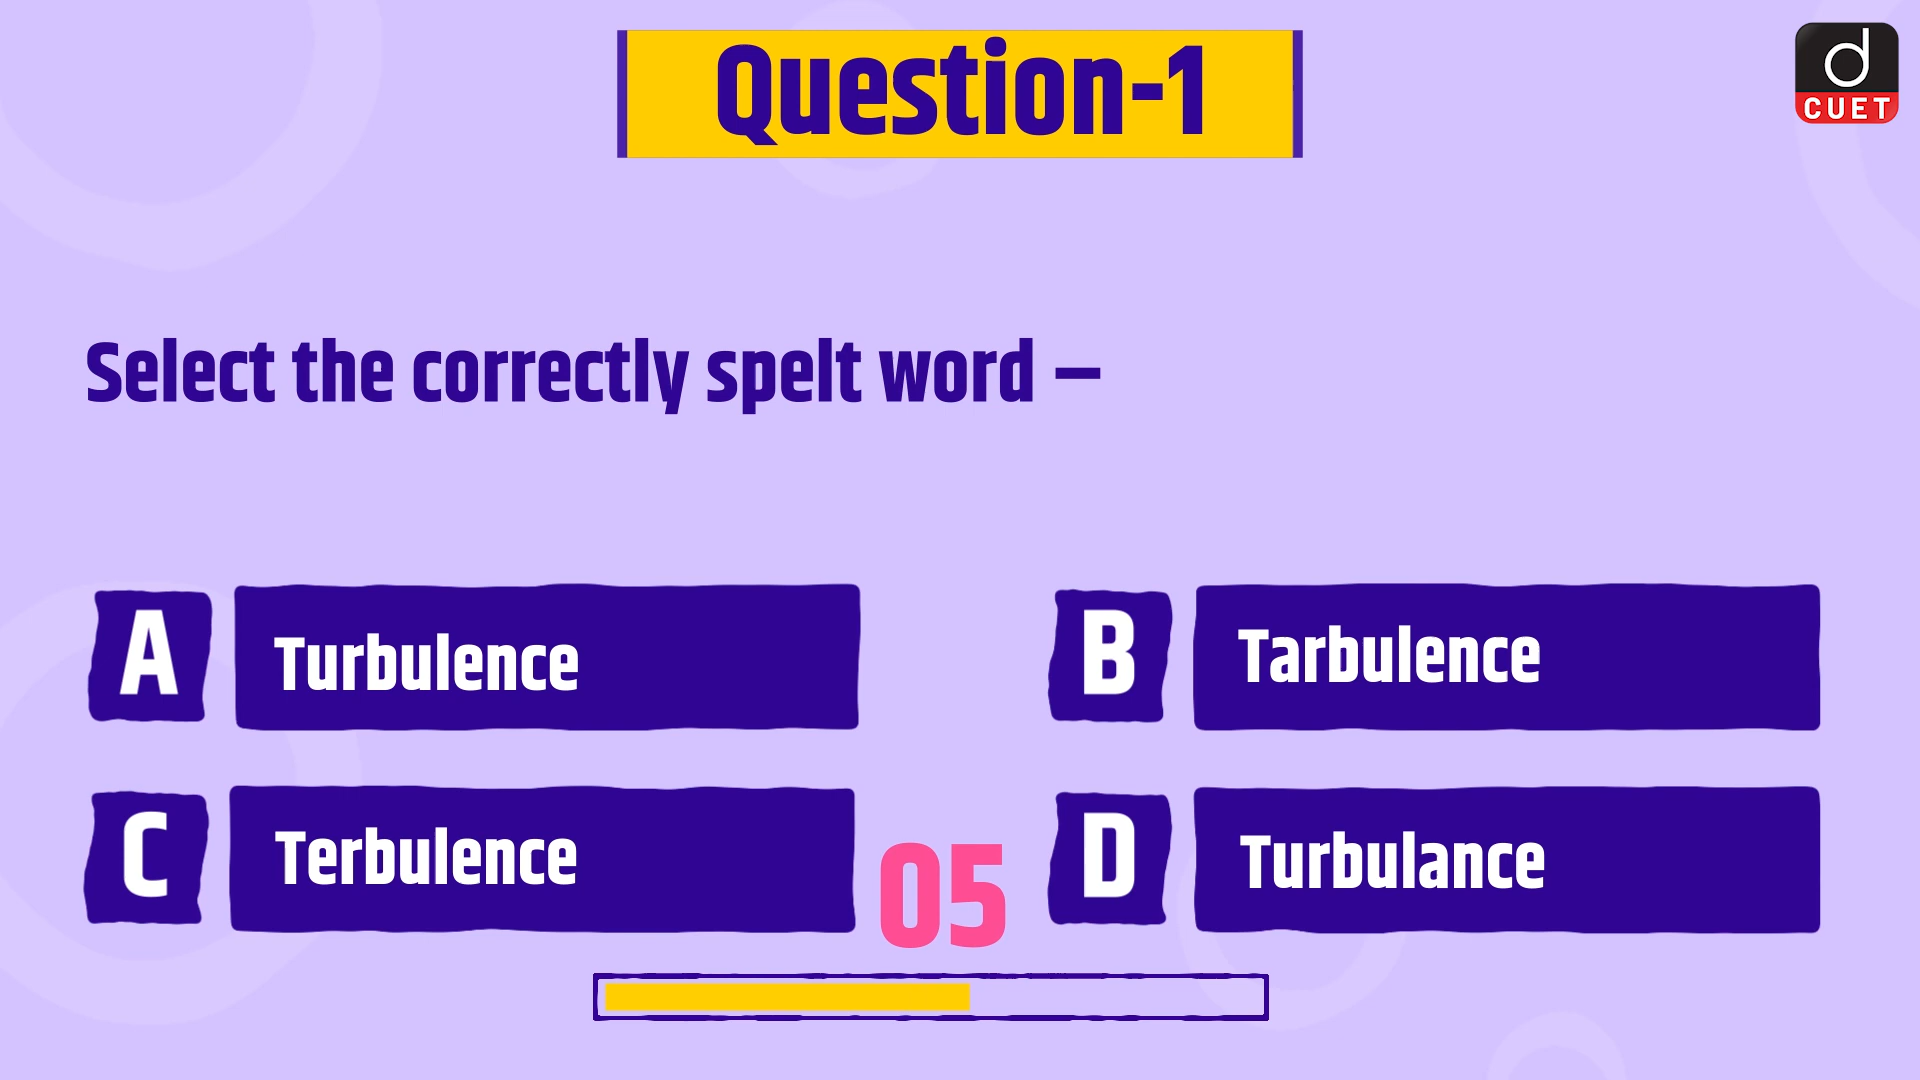 Question-1
d
CUET
Select the correctly spelt word –
A Turbulence
B Tarbulence
C Terbulence
D Turbulance
05